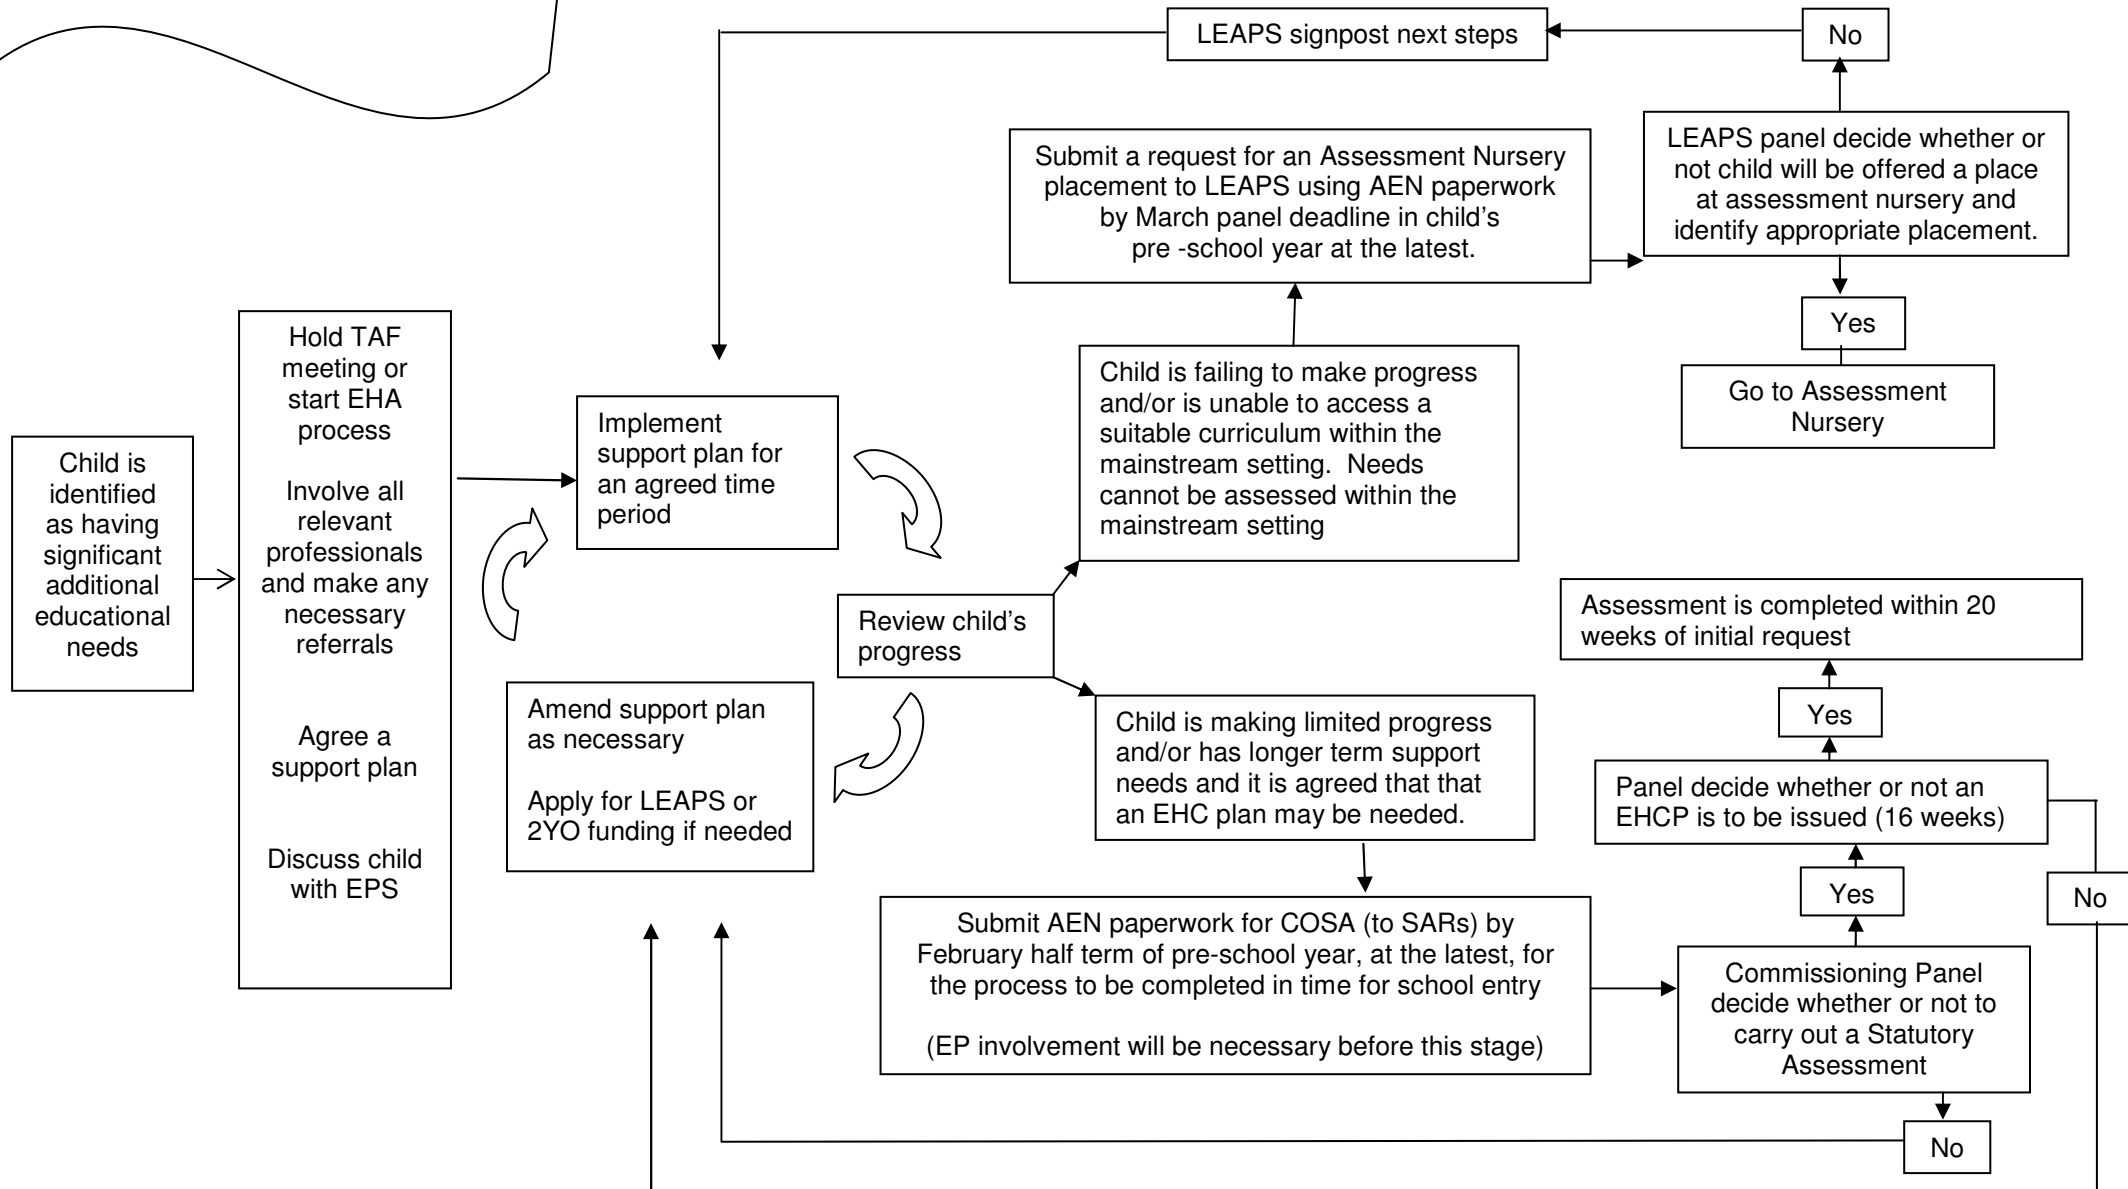 LEAPS signpost next steps
No
LEAPS panel decide whether or
not child will be offered a place
at assessment nursery and
identify appropriate placement.
Submit a request for an Assessment Nursery
placement to LEAPS using AEN paperwork
by March panel deadline in child’s
pre -school year at the latest.
Yes
Go to Assessment
Nursery
Child is
identified
as having
significant
additional
educational
needs
Hold TAF
meeting or
start EHA
process
Involve all
relevant
professionals
and make any
necessary
referrals
Agree a
support plan
Discuss child
with EPS
Implement
support plan for
an agreed time
period
Child is failing to make progress
and/or is unable to access a
suitable curriculum within the
mainstream setting.  Needs
cannot be assessed within the
mainstream setting
Review child’s
progress
Amend support plan
as necessary
Apply for LEAPS or
2YO funding if needed
Child is making limited progress
and/or has longer term support
needs and it is agreed that that
an EHC plan may be needed.
Assessment is completed within 20
weeks of initial request
Yes
Panel decide whether or not an
EHCP is to be issued (16 weeks)
Yes
No
Submit AEN paperwork for COSA (to SARs) by
February half term of pre-school year, at the latest, for
the process to be completed in time for school entry
(EP involvement will be necessary before this stage)
Commissioning Panel
decide whether or not to
carry out a Statutory
Assessment
No